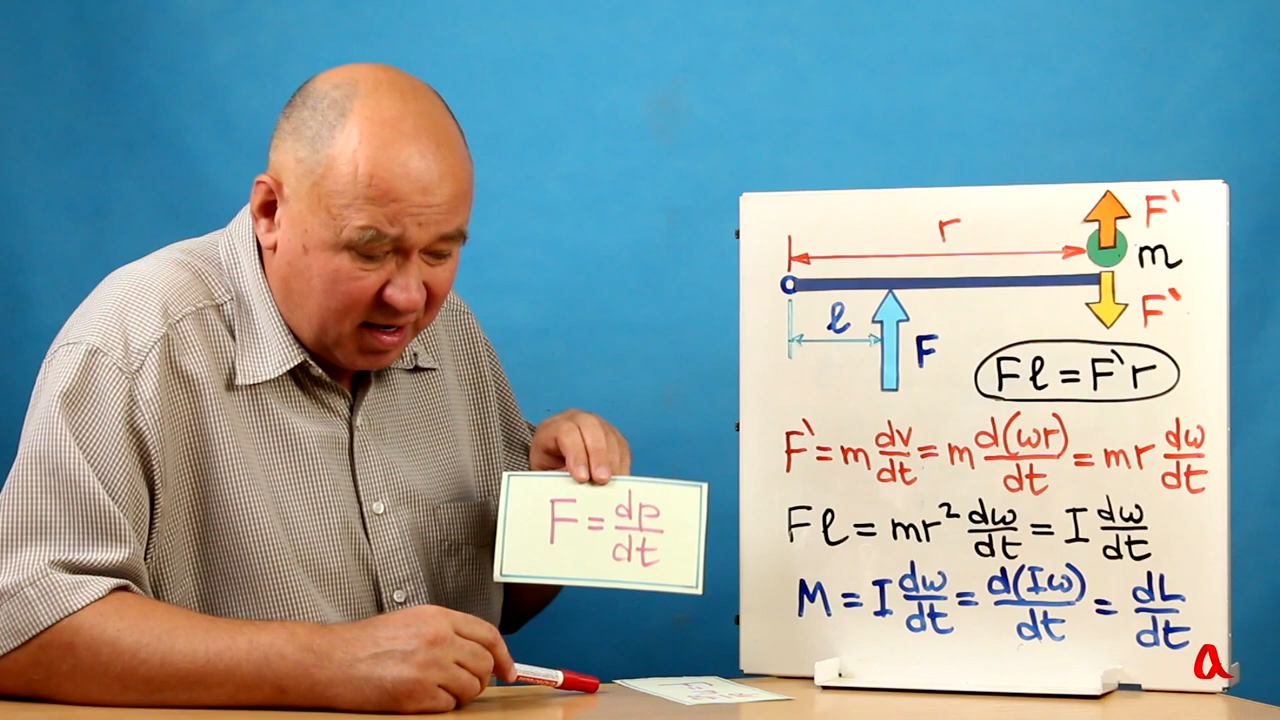 F = dp/dt
r
F`
m
F`
l
F
Fl = F`r
F` = m dv/dt = m d(ωr)/dt = mr dω/dt
Fl = mr² dω/dt = I dω/dt
M = I dω/dt = d(Iω)/dt = dL/dt
a